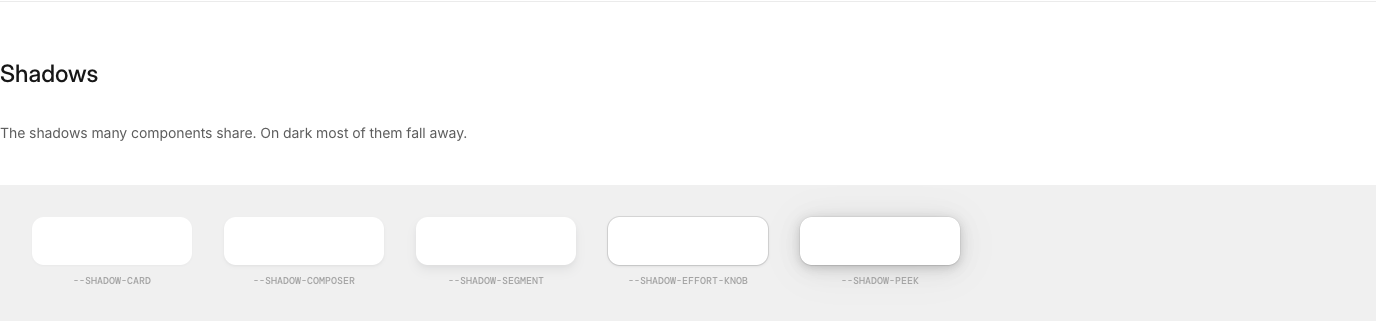 Shadows
The shadows many components share. On dark most of them fall away.
--SHADOW-CARD
--SHADOW-COMPOSER
--SHADOW-SEGMENT
--SHADOW-EFFORT-KNOB
--SHADOW-PEEK